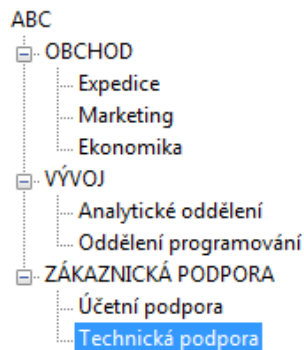 ABC
OBCHOD
Expedice
Marketing
Ekonomika
VÝVOJ
Analytické oddělení
Oddělení programování
ZÁKAZNICKÁ PODPORA
Účetní podpora
Technická podpora